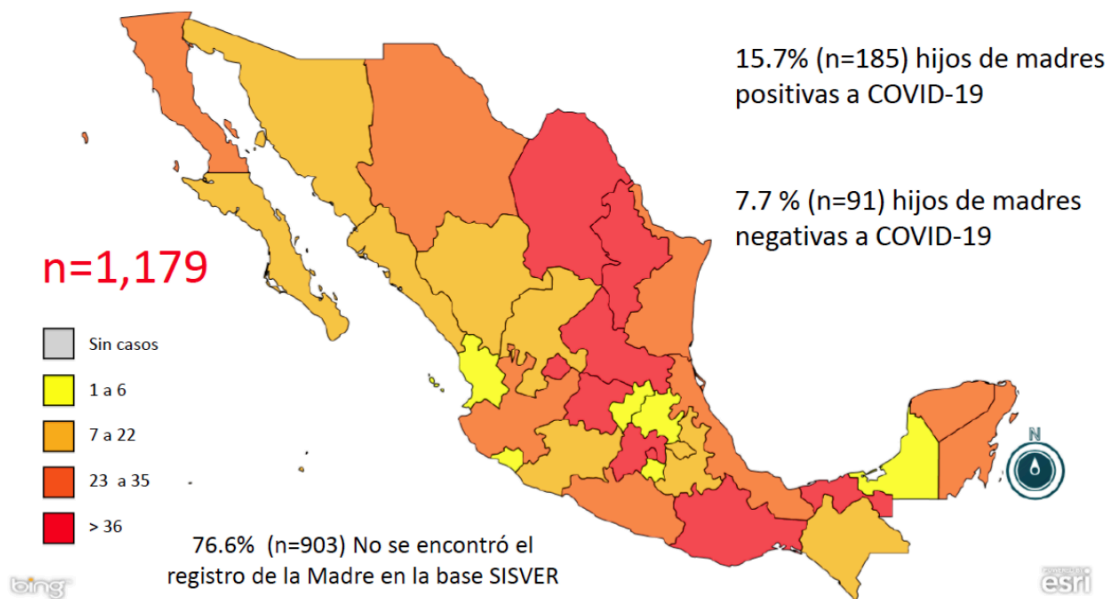 15.7% (n=185) hijos de madres
positivas a COVID-19
7.7 % (n=91) hijos de madres
negativas a COVID-19
n=1,179
Sin casos
1 a 6
7 a 22
23 a 35
> 36
N
76.6% (n=903) No se encontró el
registro de la Madre en la base SISVER
bing
esri